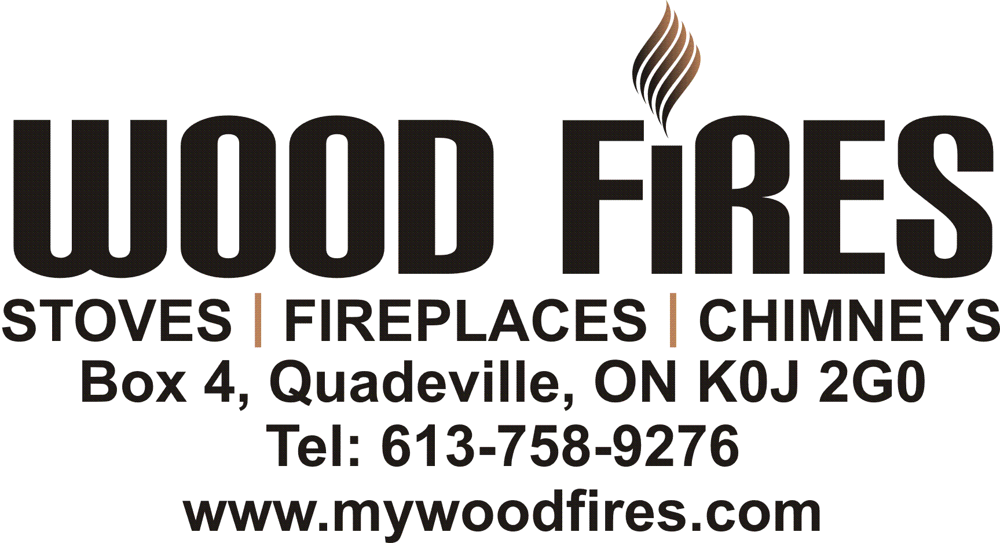 WOOD FiRES
STOVES | FIREPLACES | CHIMNEYS
Box 4, Quadeville, ON K0J 2G0
Tel: 613-758-9276
www.mywoodfires.com